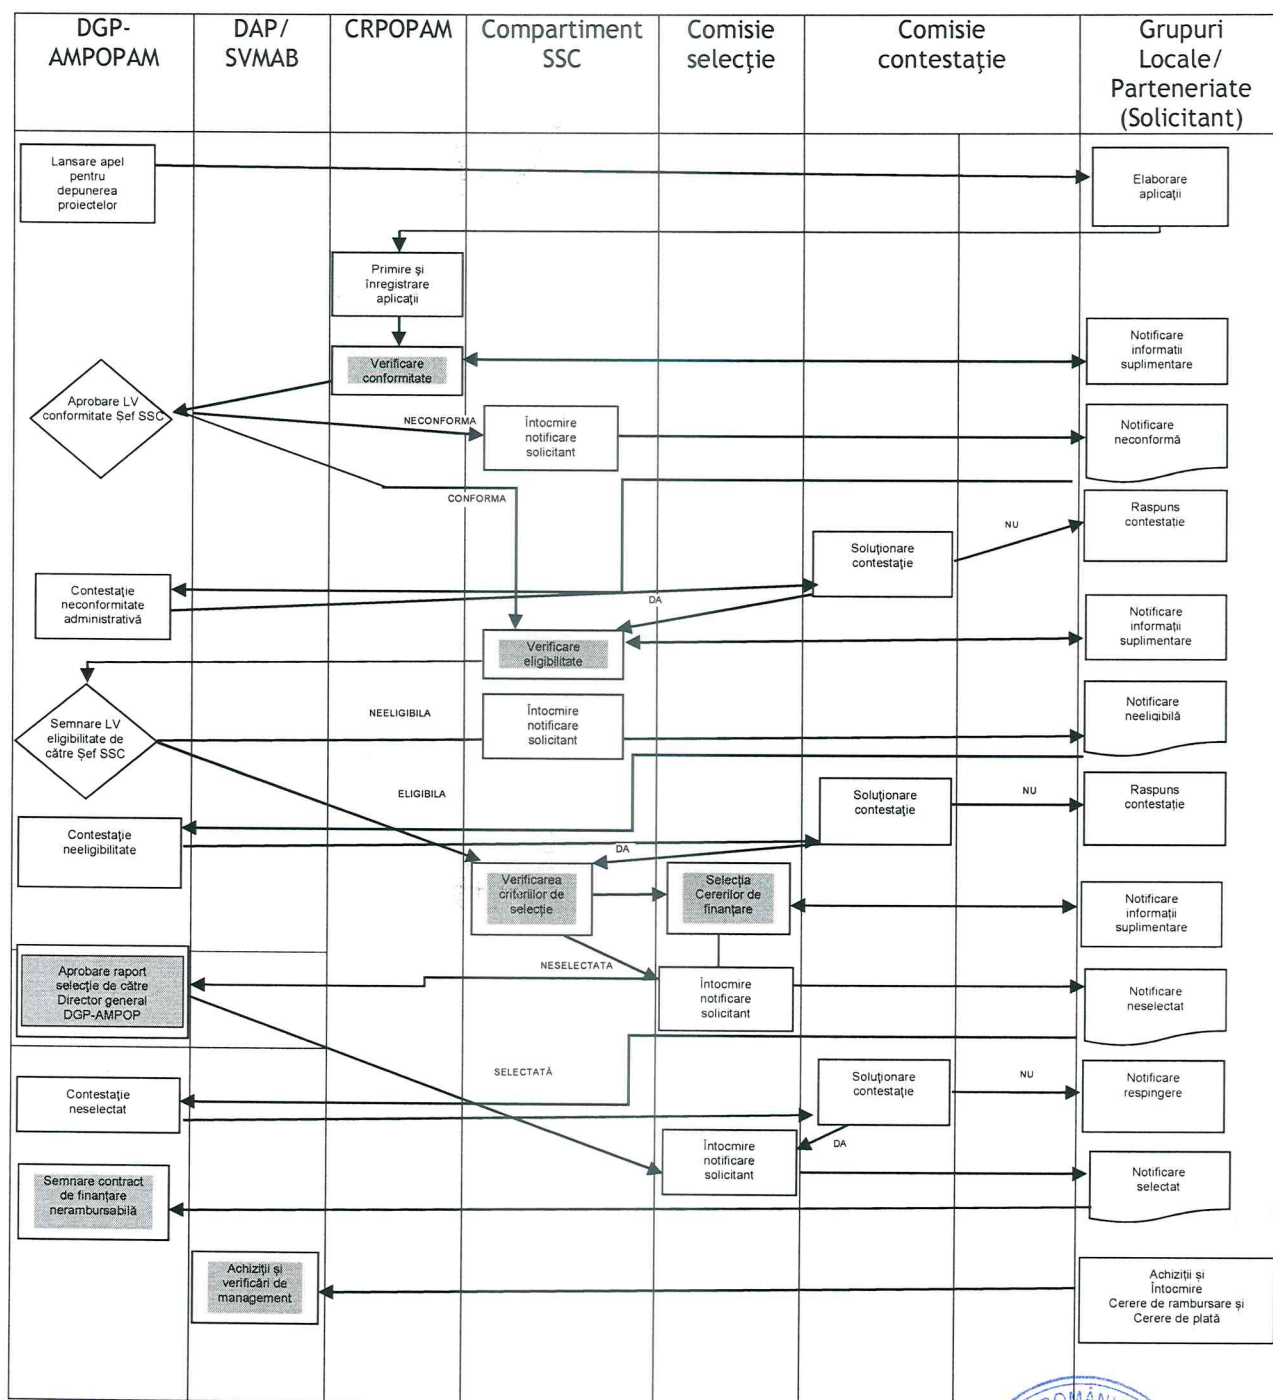 DGP-
AMPOPAM
DAP/
SVMAB
CRPOPAM
Compartiment
SSC
Comisie
selecţie
Comisie
contestaţie
Grupuri
Locale/
Parteneriate
(Solicitant)
Lansare apel
pentru
depunerea
proiectelor
Elaborare
aplicaţii
Primire şi
înregistrare
aplicaţii
Verificare
conformitate
Notificare
informatii
suplimentare
Aprobare LV
conformitate Şef SSC
NECONFORMA
Întocmire
notificare
solicitant
Notificare
neconformă
CONFORMA
Raspuns
contestaţie
NU
Soluţionare
contestaţie
Contestaţie
neconformitate
administrativă
DA
Notificare
informaţii
suplimentare
Verificare
eligibilitate
Semnare LV
eligibilitate de
către Şef SSC
NEELIGIBILA
Întocmire
notificare
solicitant
Notificare
neeligibilă
ELIGIBILA
Soluţionare
contestaţie
NU
Raspuns
contestaţie
Contestaţie
neeligibilitate
DA
Verificarea
criteriilor de
selecţie
Selecţia
Cererilor de
finanţare
Notificare
informaţii
suplimentare
Aprobare raport
selecţie de către
Director general
DGP-AMPOP
NESELECTATA
Întocmire
notificare
solicitant
Notificare
neselectat
SELECTATĂ
Contestaţie
neselectat
Soluţionare
contestaţie
NU
Notificare
respingere
DA
Întocmire
notificare
solicitant
Notificare
selectat
Semnare contract
de finanţare
nerambursabilă
Achiziţii şi
verificări de
management
Achiziţii şi
Întocmire
Cerere de rambursare şi
Cerere de plată